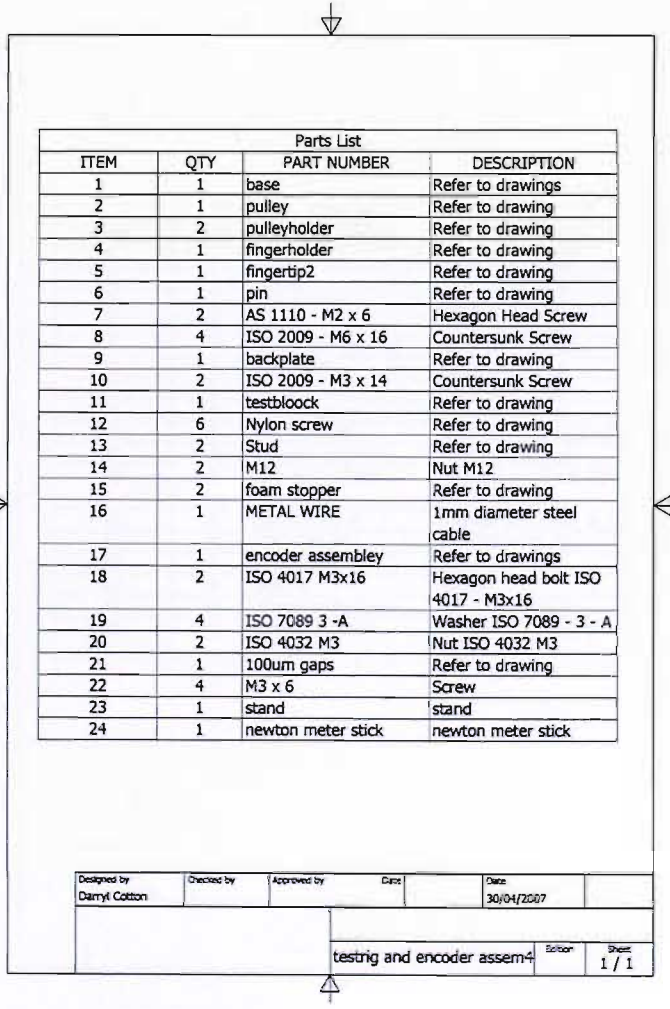 Parts List
ITEM QTY PART NUMBER DESCRIPTION
1 1 base Refer to drawings
2 1 pulley Refer to drawing
3 2 pulleyholder Refer to drawing
4 1 fingerholder Refer to drawing
5 1 fingertip2 Refer to drawing
6 1 pin Refer to drawing
7 2 AS 1110 - M2 x 6 Hexagon Head Screw
8 4 ISO 2009 - M6 x 16 Countersunk Screw
9 1 backplate Refer to drawing
10 2 ISO 2009 - M3 x 14 Countersunk Screw
11 1 testbloock Refer to drawing
12 6 Nylon screw Refer to drawing
13 2 Stud Refer to drawing
14 2 M12 Nut M12
15 2 foam stopper Refer to drawing
16 1 METAL WIRE 1mm diameter steel
cable
17 1 encoder assembley Refer to drawings
18 2 ISO 4017 M3x16 Hexagon head bolt ISO
4017 - M3x16
19 4 ISO 7089 3 -A Washer ISO 7089 - 3 - A
20 2 ISO 4032 M3 Nut ISO 4032 M3
21 1 100um gaps Refer to drawing
22 4 M3 x 6 Screw
23 1 stand stand
24 1 newton meter stick newton meter stick
Designed by Checked by Approved by Date Date
Darryl Cotton 30/04/2007
testrig and encoder assem4 Edition Sheet
1 / 1